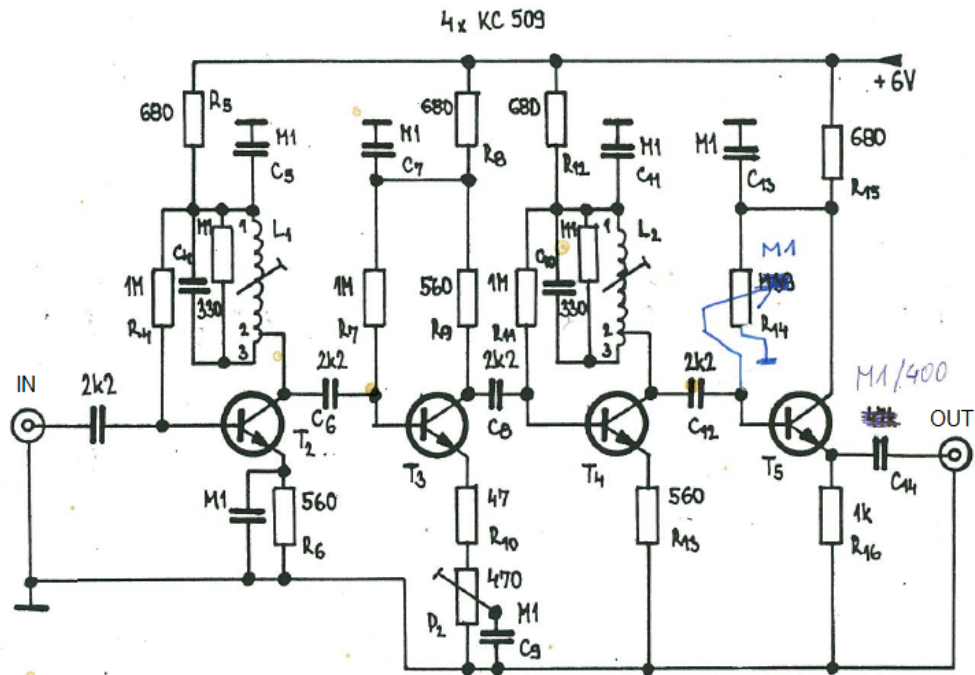 4x KC 509
+6V
680
R5
M1
C5
M1
C7
680
R8
680
R12
M1
C11
M1
C13
680
R15
1M
R4
C4
330
M1
1
L1
2
3
1M
R7
560
R9
1M
R11
C10
330
M1
1
L2
2
3
M1
R14
IN
2k2
2k2
C6
2k2
C8
2k2
C12
M1/400
OUT
T2
T3
T4
T5
C14
M1
560
R6
47
R10
470
P2
M1
C9
560
R13
1k
R16